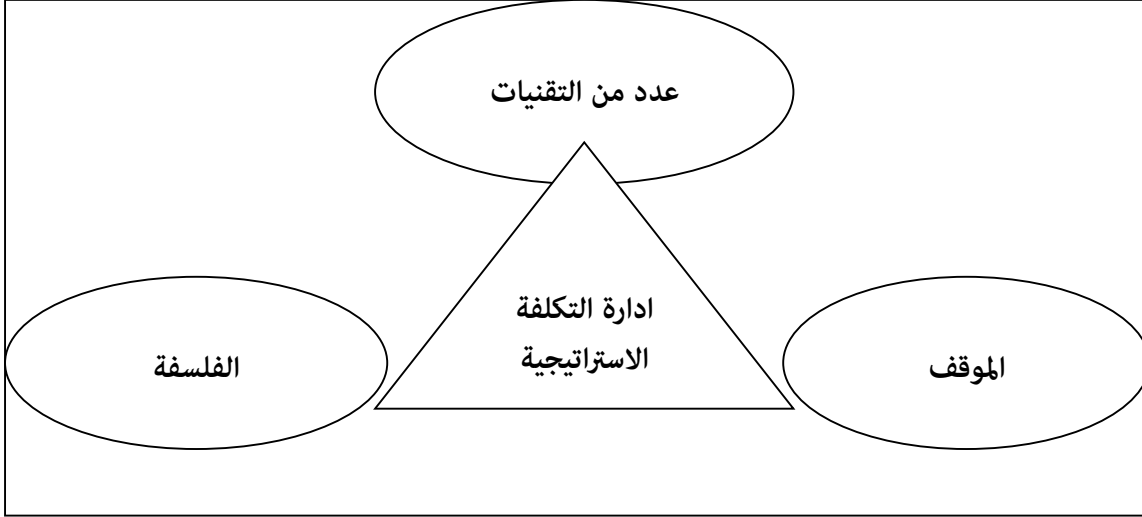 عدد من التقنيات
ادارة التكلفة
الاستراتيجية
الموقف
الفلسفة